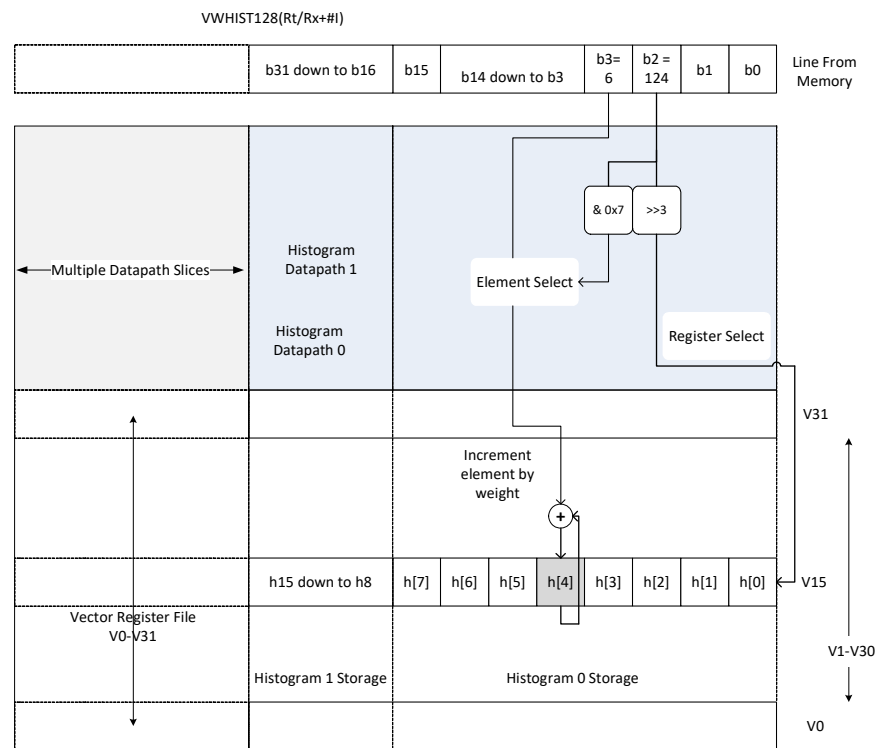 VWHIST128(Rt/Rx+#I)
b31 down to b16
b15
b14 down to b3
b3=
6
b2 =
124
b1
b0
Line From
Memory
& 0x7
>>3
Multiple Datapath Slices
Histogram
Datapath 1
Element Select
Histogram
Datapath 0
Register Select
V31
Increment
element by
weight
+
h15 down to h8
h[7]
h[6]
h[5]
h[4]
h[3]
h[2]
h[1]
h[0]
V15
Vector Register File
V0-V31
V1-V30
Histogram 1 Storage
Histogram 0 Storage
V0